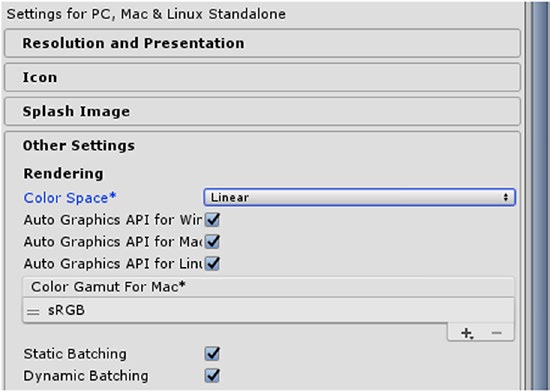 Settings for PC, Mac & Linux Standalone
Resolution and Presentation
Icon
Splash Image
Other Settings
Rendering
Color Space* Linear
Auto Graphics API for Win
Auto Graphics API for Mac
Auto Graphics API for Linu
Color Gamut For Mac*
sRGB
Static Batching
Dynamic Batching